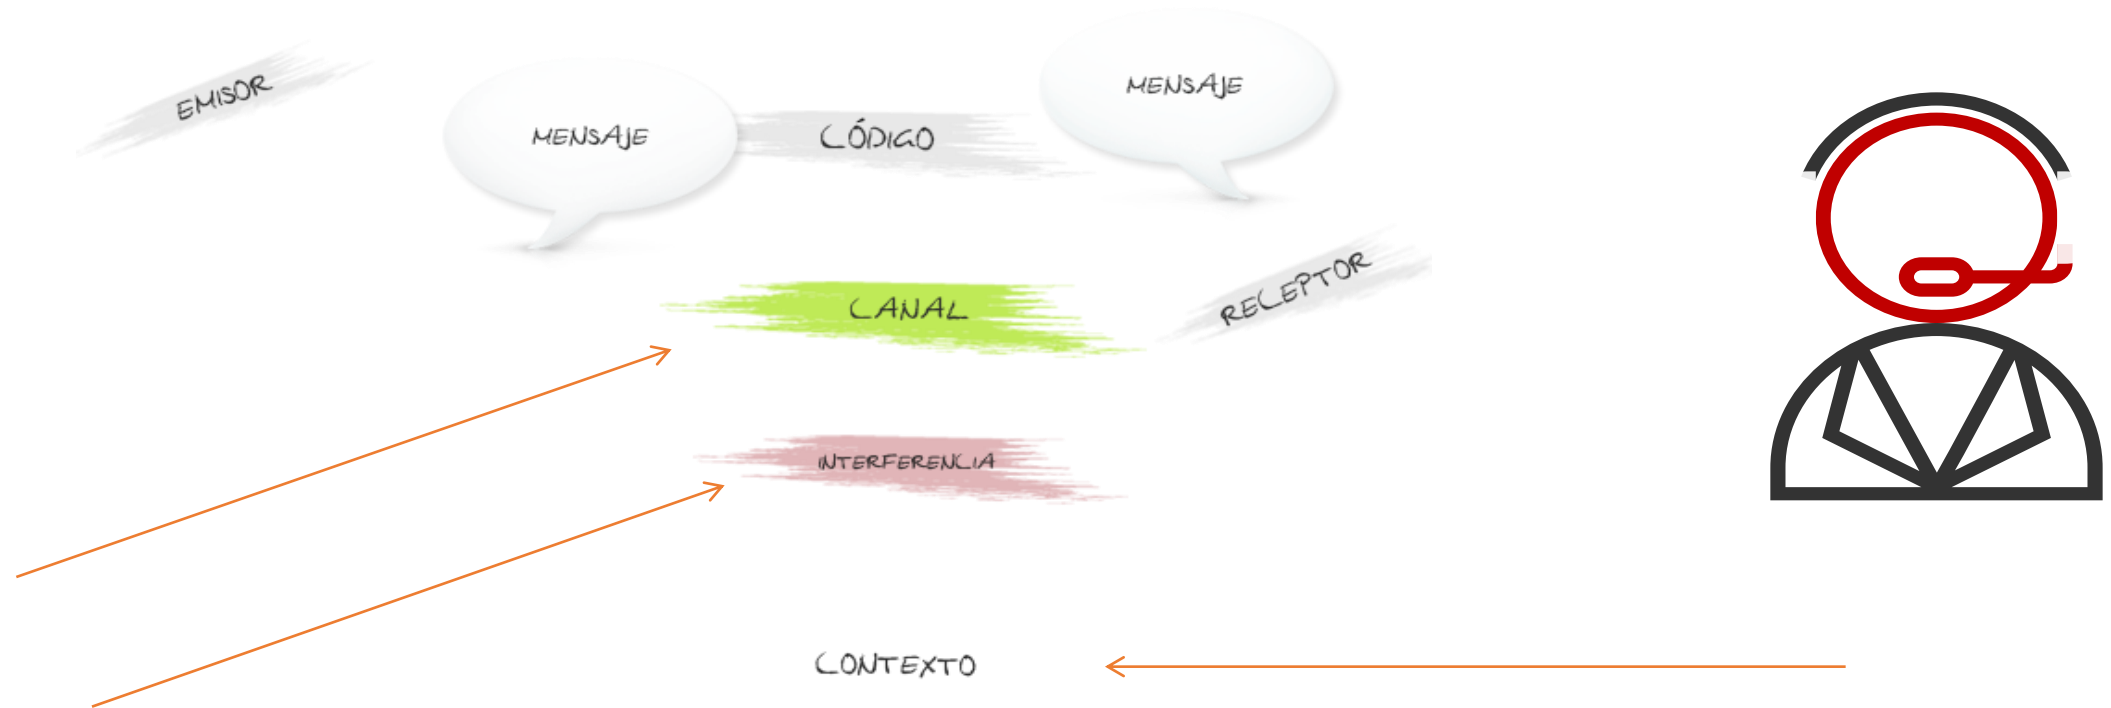 EMISOR
MENSAJE
CÓDIGO
MENSAJE
CANAL
RECEPTOR
INTERFERENCIA
CONTEXTO